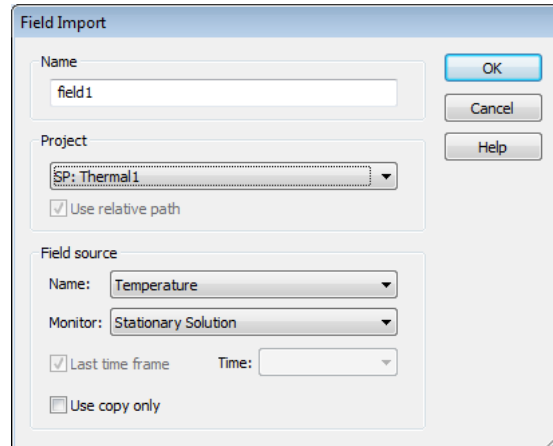 Field Import
Name
field1
OK
Cancel
Help
Project
SP: Thermal1
Use relative path
Field source
Name: Temperature
Monitor: Stationary Solution
Last time frame Time:
Use copy only